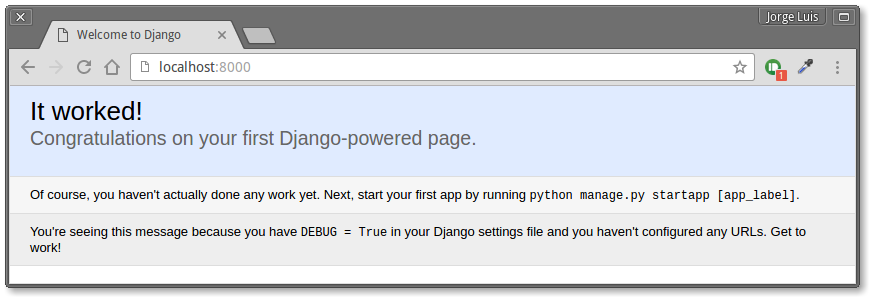 Jorge Luis
Welcome to Django
localhost:8000
1
It worked!
Congratulations on your first Django-powered page.
Of course, you haven't actually done any work yet. Next, start your first app by running python manage.py startapp [app_label].
You're seeing this message because you have DEBUG = True in your Django settings file and you haven't configured any URLs. Get to
work!